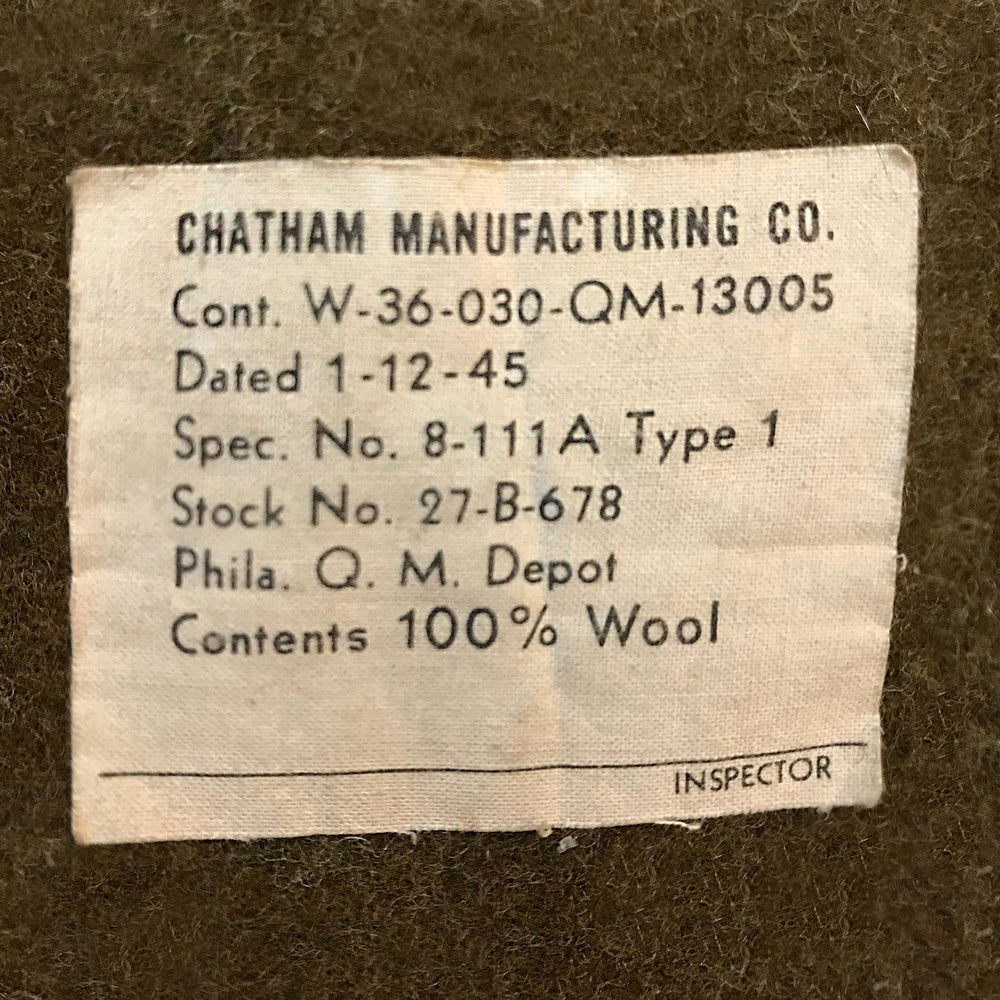 CHATHAM MANUFACTURING CO.
Cont. W-36-030-QM-13005
Dated 1-12-45
Spec. No. 8-111A Type 1
Stock No. 27-B-678
Phila. Q. M. Depot
Contents 100% Wool
INSPECTOR